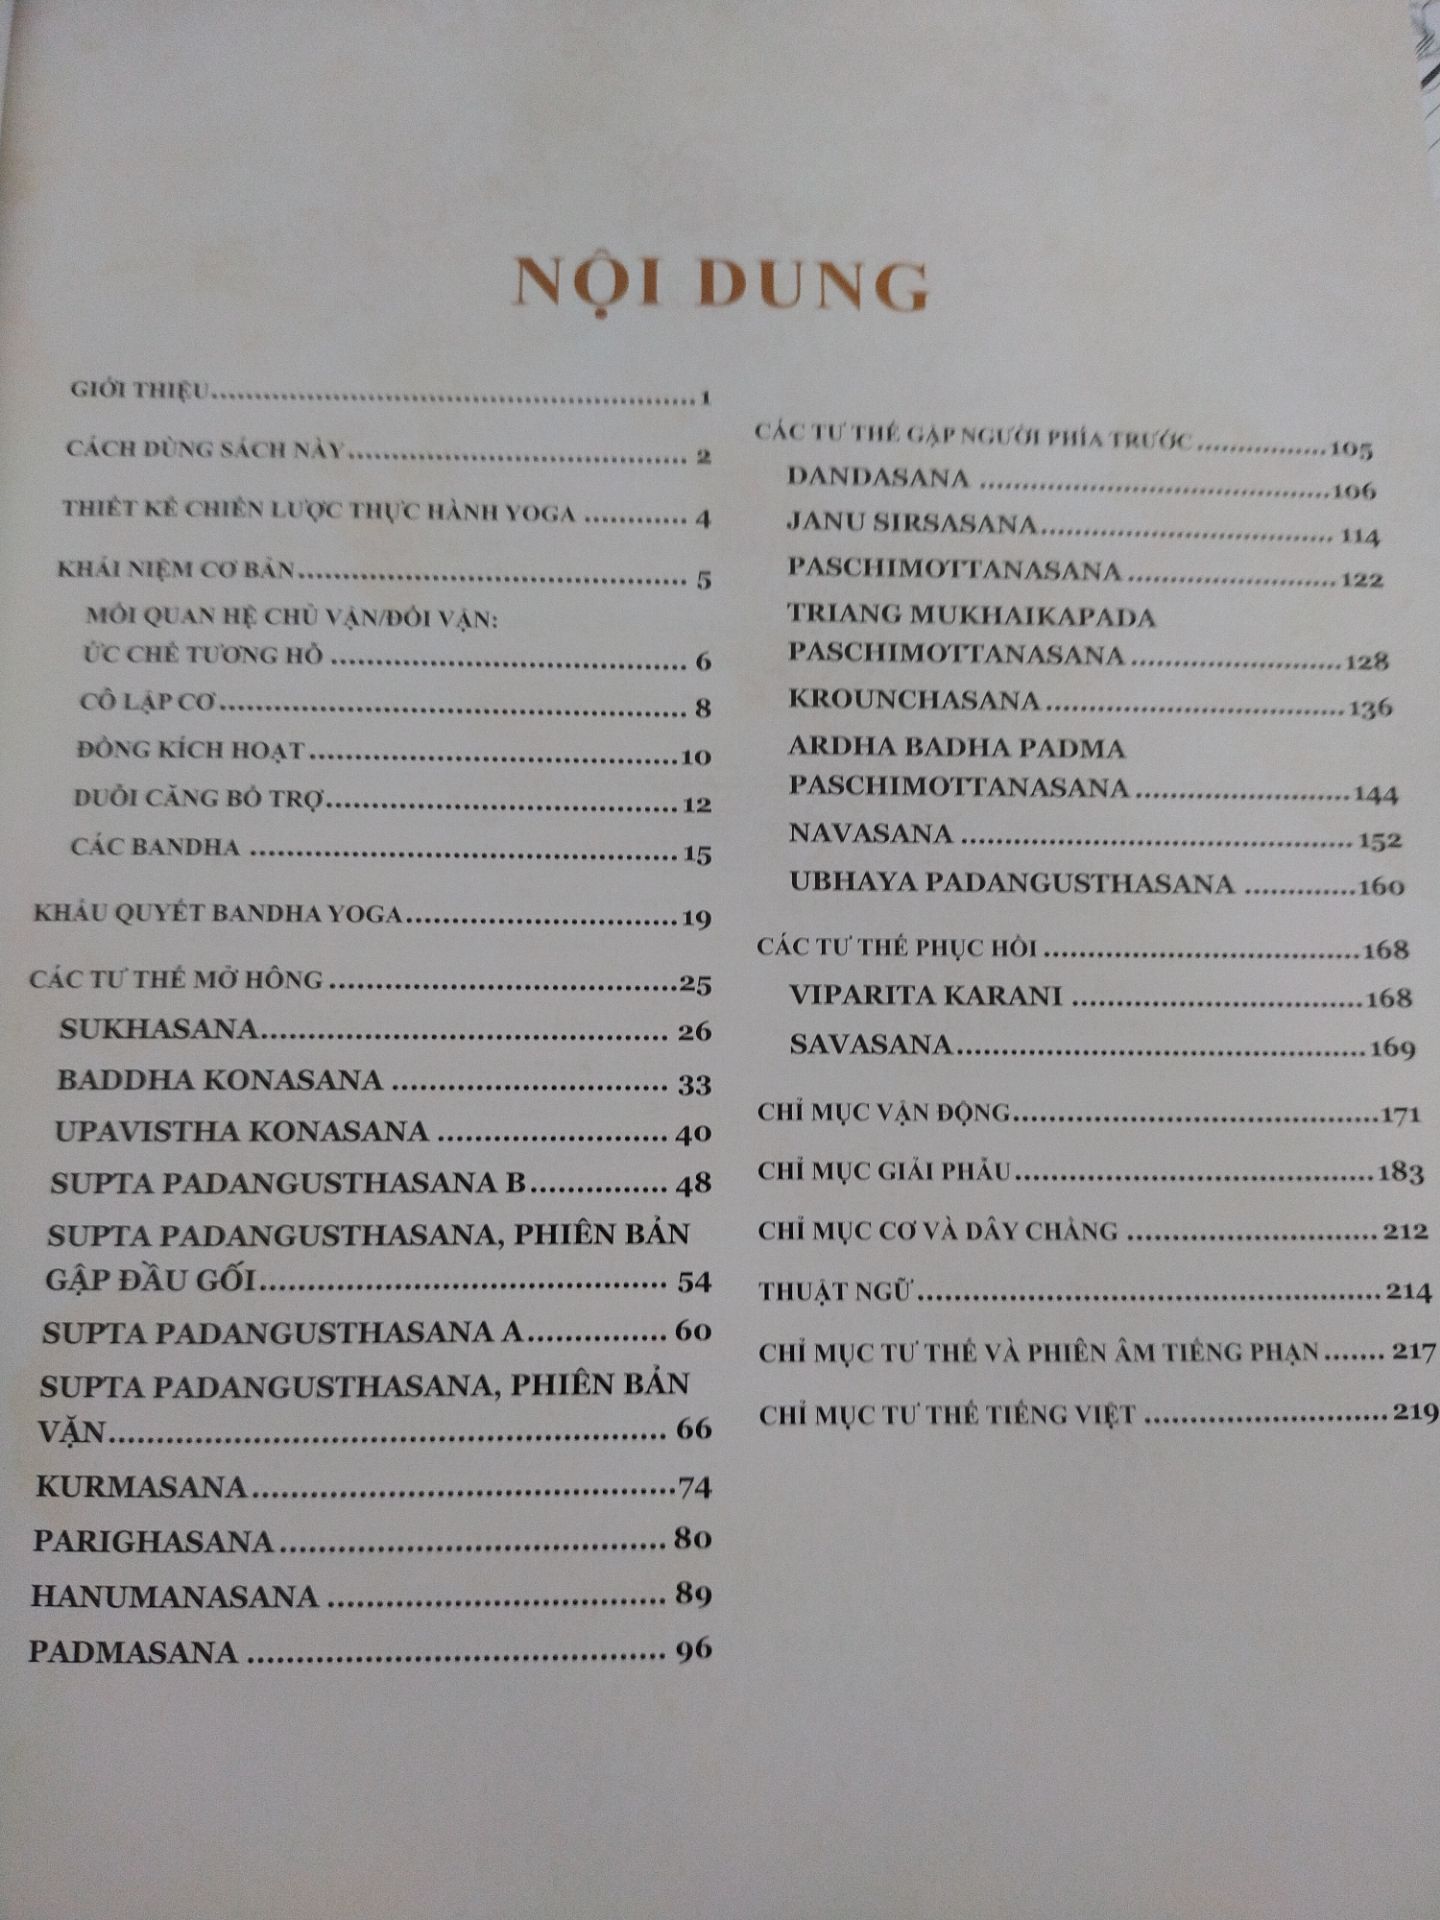 NỘI DUNG
GIỚI THIỆU................................................................1
CÁCH DÙNG SÁCH NÀY........................................ 2
THIẾT KẾ CHIẾN LƯỢC THỰC HÀNH YOGA ............ 4
KHÁI NIỆM CƠ BẢN............................................. 5
MỐI QUAN HỆ CHỦ VẬN/ĐỐI VẬN:
ỨC CHẾ TƯƠNG HỖ ......................................... 6
CÔ LẬP CƠ...................................................... 8
ĐỒNG KÍCH HOẠT...........................................10
DUỖI CĂNG BỔ TRỢ.........................................12
CÁC BANDHA ..................................................15
KHẨU QUYẾT BANDHA YOGA...............................19
CÁC TƯ THẾ MỞ HÔNG.........................................25
SUKHASANA................................................ 26
BADDHA KONASANA ................................ 33
UPAVISTHA KONASANA ........................... 40
SUPTA PADANGUSTHASANA B................ 48
SUPTA PADANGUSTHASANA, PHIÊN BẢN
GẬP ĐẦU GỐI................................................ 54
SUPTA PADANGUSTHASANA A................ 60
SUPTA PADANGUSTHASANA, PHIÊN BẢN
VẶN............................................................... 66
KURMASANA.................................................74
PARIGHASANA............................................ 80
HANUMANASANA ...................................... 89
PADMASANA ................................................ 96
CÁC TƯ THẾ GẬP NGƯỜI PHÍA TRƯỚC ...............105
DANDASANA ..........................................106
JANU SIRSASANA.................................... 114
PASCHIMOTTANASANA.........................122
TRIANG MUKHAIKAPADA
PASCHIMOTTANASANA.........................128
KROUNCHASANA...................................136
ARDHA BADHA PADMA
PASCHIMOTTANASANA.........................144
NAVASANA .............................................152
UBHAYA PADANGUSTHASANA .............160
CÁC TƯ THẾ PHỤC HỒI.....................................168
VIPARITA KARANI .................................168
SAVASANA...............................................169
CHỈ MỤC VẬN ĐỘNG..........................................171
CHỈ MỤC GIẢI PHẪU..........................................183
CHỈ MỤC CƠ VÀ DÂY CHẰNG .............................212
THUẬT NGỮ......................................................214
CHỈ MỤC TƯ THẾ VÀ PHIÊN ÂM TIẾNG PHẠN....... 217
CHỈ MỤC TƯ THẾ TIẾNG VIỆT ............................219